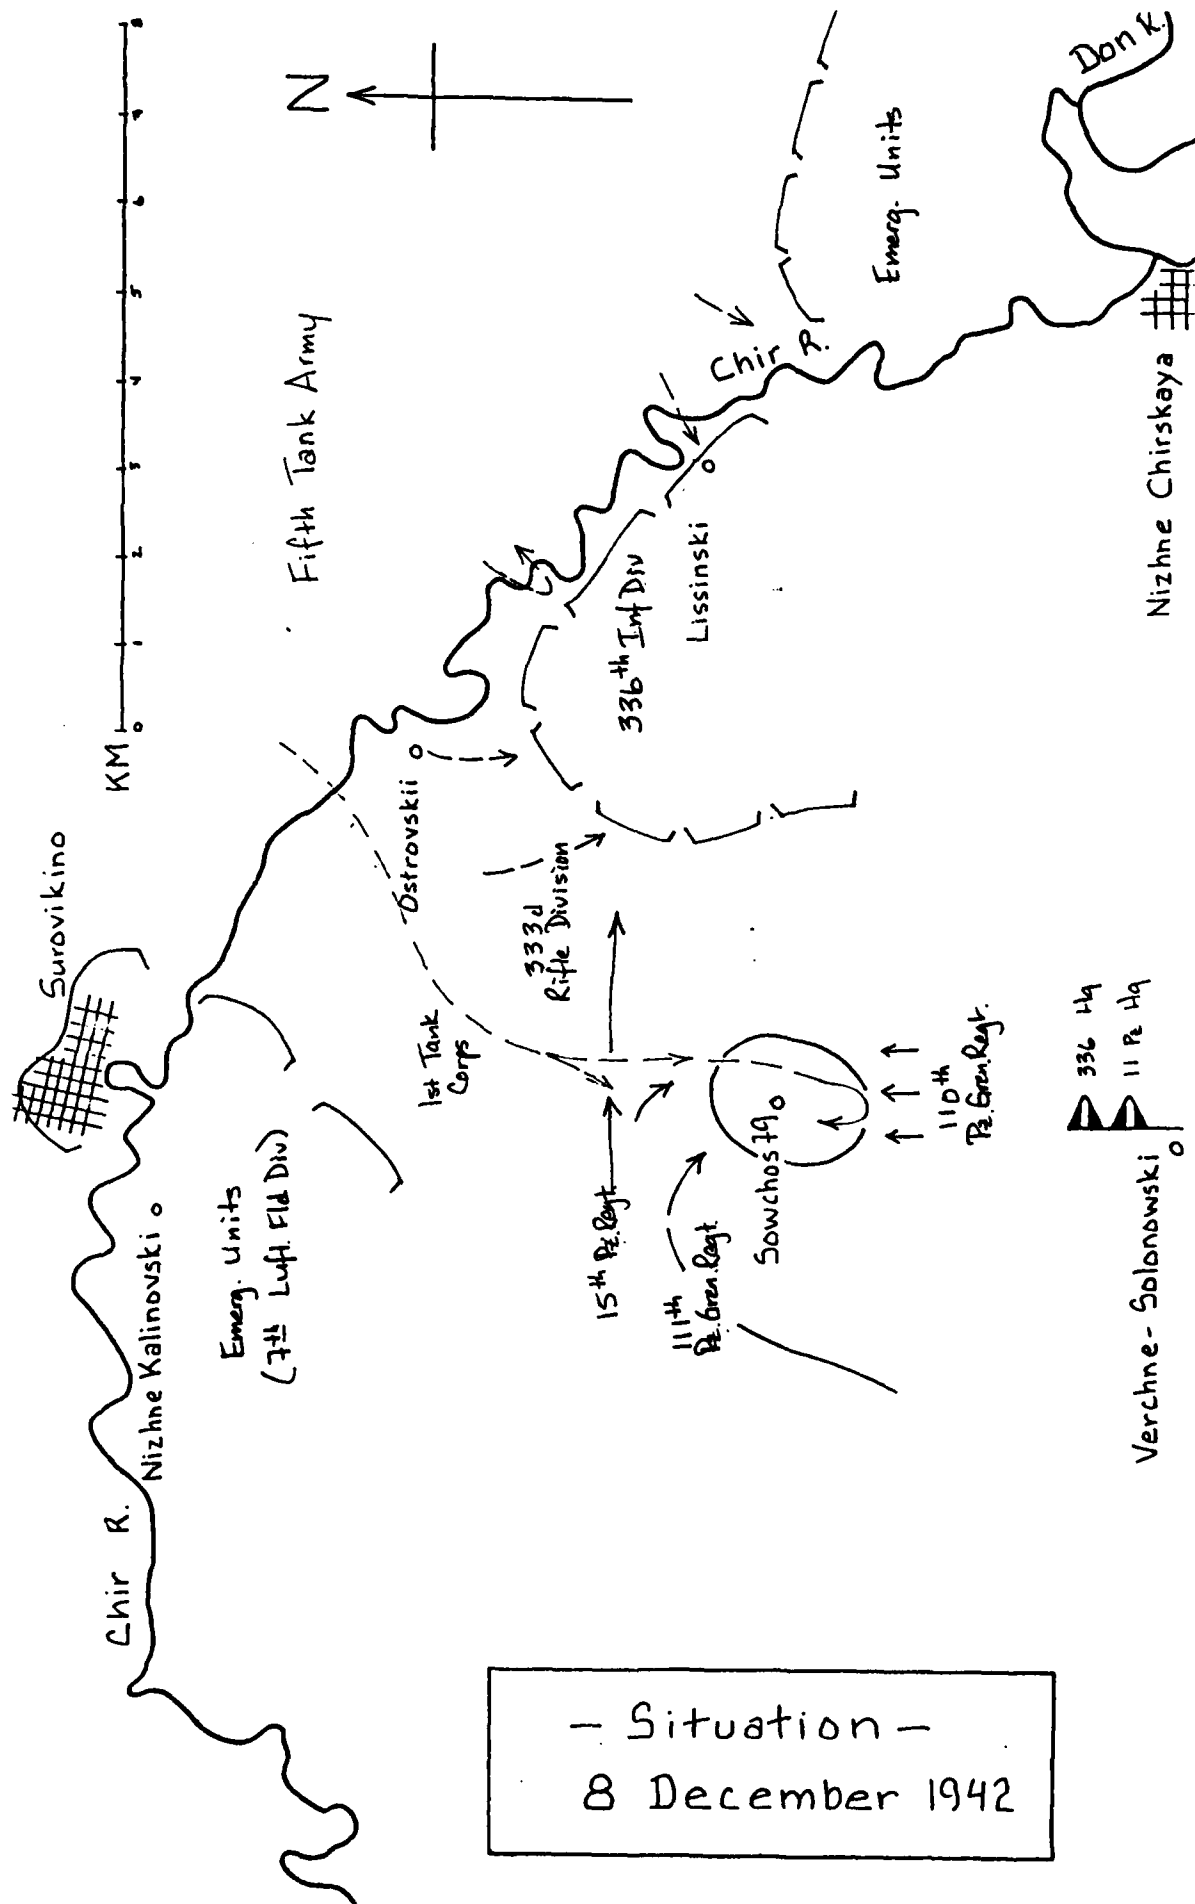 KM
0 1 2 3 4 5 6 7 8
N
Surovikino
Fifth Tank Army
Chir R.
Nizhne Kalinovski
Emerg. Units
(7th Luft. Fld Div)
Ostrovskii
1st Tank
Corps
333d
Rifle Division
336th Inf Div
Lissinski
Chir R.
Emerg. Units
Don R.
15th Pz. Regt.
111th
Pz. Gren. Regt.
Sowchos 79
110th
Pz. Gren. Regt.
336 Hq
11 Pz Hq
Verchne-Solonowski
Nizhne Chirskaya
- Situation -
8 December 1942